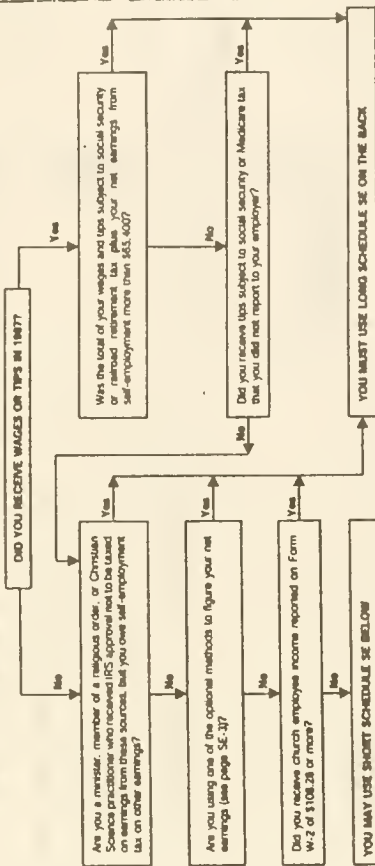 DID YOU RECEIVE WAGES OR TIPS IN 1997?
No
Yes
Are you a minister, member of a religious order, or Christian
Science practitioner who received IRS approval not to be taxed
on earnings from these sources, but you owe self-employment
tax on other earnings?
Yes
No
Are you using one of the optional methods to figure your net
earnings (see page SE-3)?
Yes
No
Did you receive church employee income reported on Form
W-2 of $108.28 or more?
Yes
No
YOU MAY USE SHORT SCHEDULE SE BELOW
Was the total of your wages and tips subject to social security
or railroad retirement tax plus your net earnings from
self-employment more than $65,400?
Yes
No
Did you receive tips subject to social security or Medicare tax
that you did not report to your employer?
Yes
No
YOU MUST USE LONG SCHEDULE SE ON THE BACK